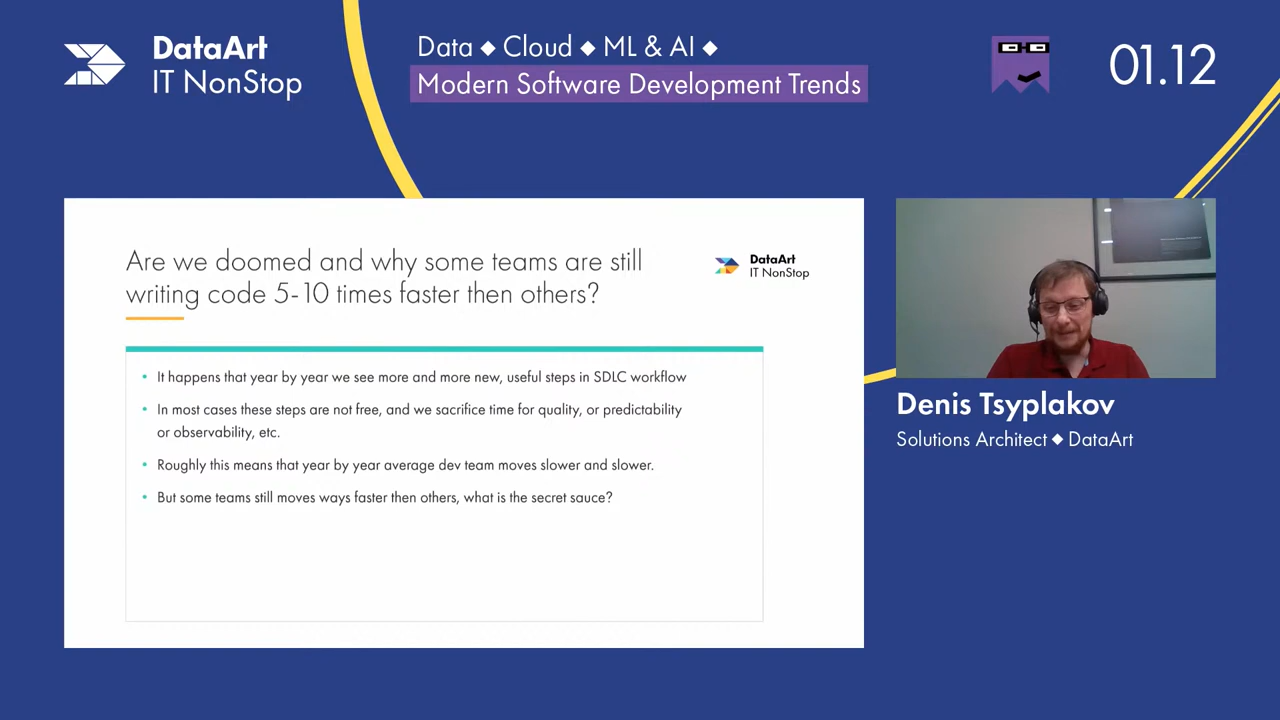 DataArt
IT NonStop
Data ◆ Cloud ◆ ML & AI ◆
Modern Software Development Trends
01.12
Are we doomed and why some teams are still
writing code 5-10 times faster then others?
DataArt
IT NonStop
• It happens that year by year we see more and more new, useful steps in SDLC workflow
• In most cases these steps are not free, and we sacrifice time for quality, or predictability
or observability, etc.
• Roughly this means that year by year average dev team moves slower and slower.
• But some teams still moves ways faster then others, what is the secret sauce?
Denis Tsyplakov
Solutions Architect ◆ DataArt